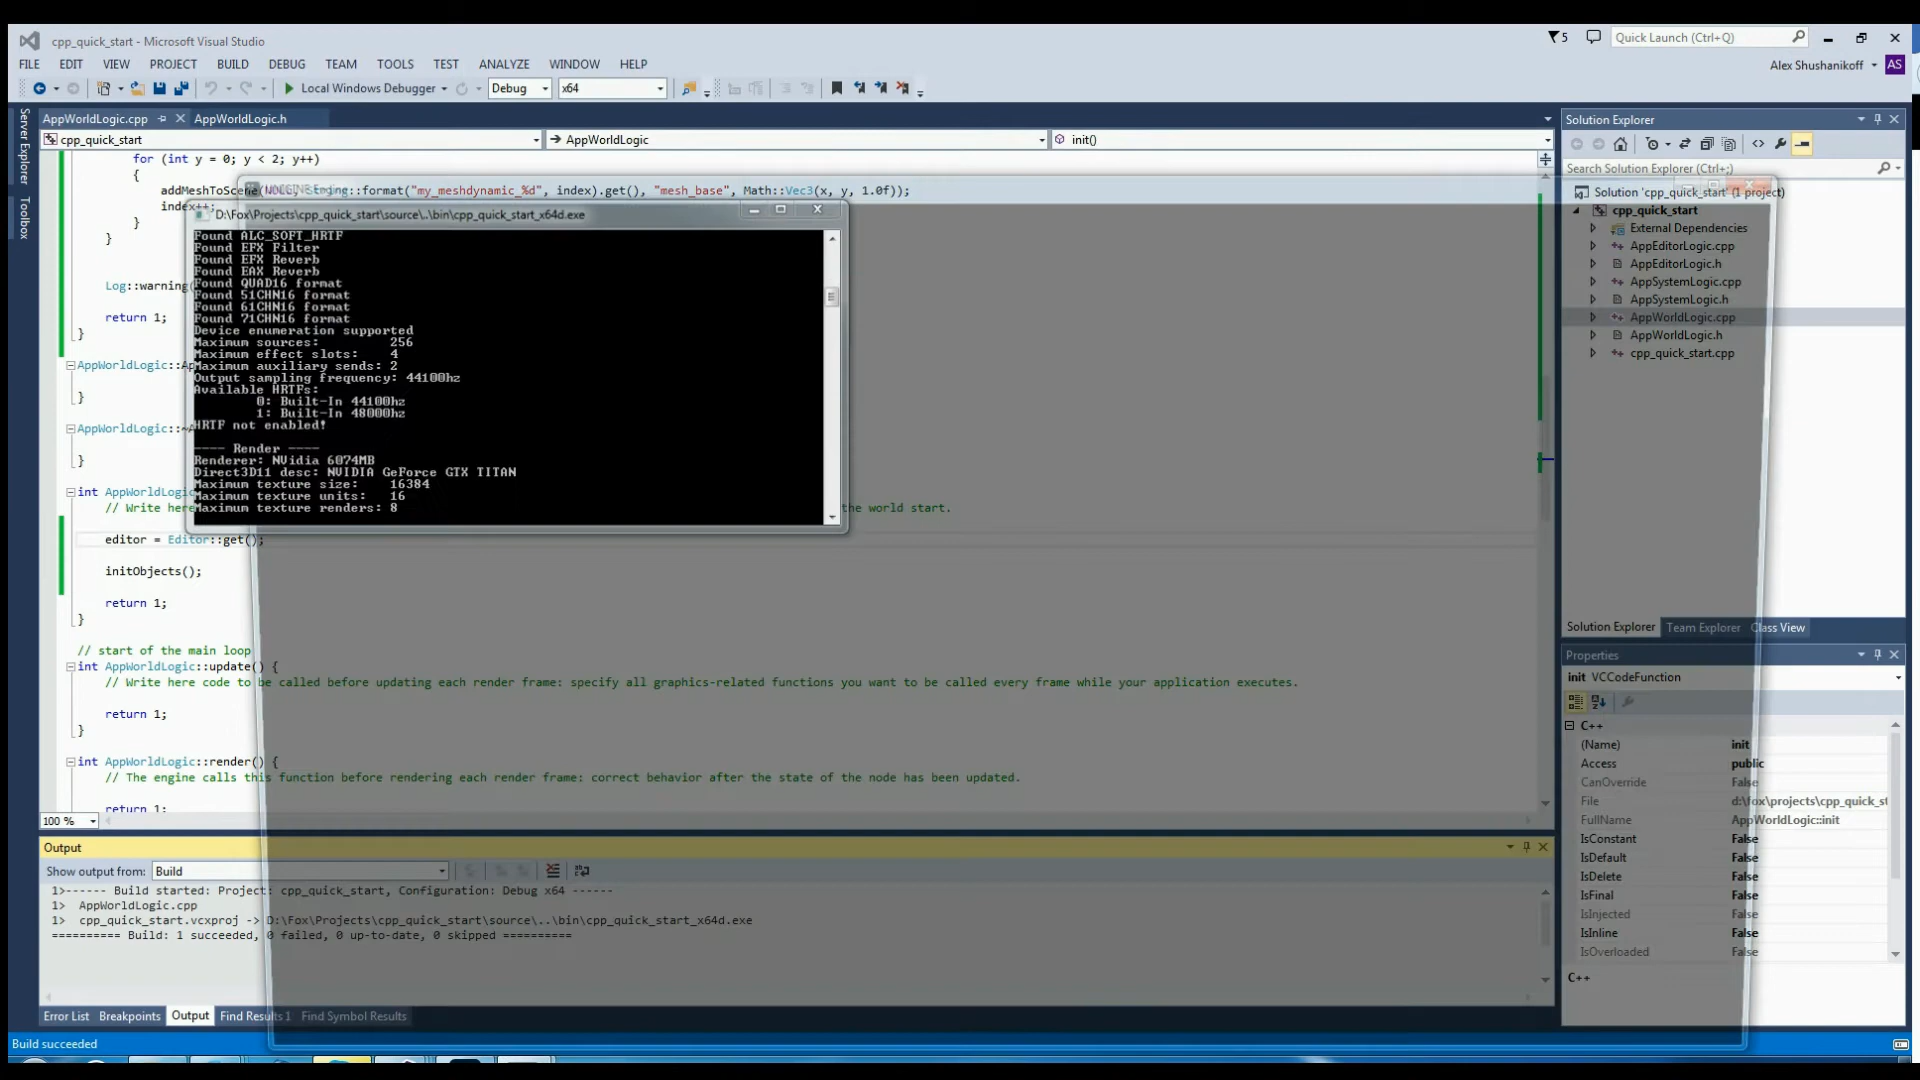 cpp_quick_start - Microsoft Visual Studio
5
Quick Launch (Ctrl+Q)
FILE EDIT VIEW PROJECT BUILD DEBUG TEAM TOOLS TEST ANALYZE WINDOW HELP
Alex Shushanikoff AS
Local Windows Debugger Debug x64
Server Explorer
Toolbox
AppWorldLogic.cpp AppWorldLogic.h
cpp_quick_start AppWorldLogic init()
for (int y = 0; y < 2; y++)
{
addMeshToScene(NULL, String::format("my_meshdynamic_%d", index).get(), "mesh_base", Math::Vec3(x, y, 1.0f));
index++;
}
}
Log::warning(
return 1;
}
AppWorldLogic::A
}
AppWorldLogic::~A
}
int AppWorldLogic
// Write here the world start.
editor = Editor::get();
initObjects();
return 1;
}
// start of the main loop
int AppWorldLogic::update() {
// Write here code to be called before updating each render frame: specify all graphics-related functions you want to be called every frame while your application executes.
return 1;
}
int AppWorldLogic::render() {
// The engine calls this function before rendering each render frame: correct behavior after the state of the node has been updated.
return 1;
100 %
D:\Fox\Projects\cpp_quick_start\source\..\bin\cpp_quick_start_x64d.exe
Found ALC_SOFT_HRTF
Found EFX Filter
Found EFX Reverb
Found EAX Reverb
Found QUAD16 format
Found 51CHN16 format
Found 61CHN16 format
Found 71CHN16 format
Device enumeration supported
Maximum sources: 256
Maximum effect slots: 4
Maximum auxiliary sends: 2
Output sampling frequency: 44100hz
Available HRTFs:
0: Built-In 44100hz
1: Built-In 48000hz
HRTF not enabled!
---- Render ----
Renderer: NVidia 6074MB
Direct3D11 desc: NVIDIA GeForce GTX TITAN
Maximum texture size: 16384
Maximum texture units: 16
Maximum texture renders: 8
Output
Show output from: Build
1>------ Build started: Project: cpp_quick_start, Configuration: Debug x64 ------
1> AppWorldLogic.cpp
1> cpp_quick_start.vcxproj -> D:\Fox\Projects\cpp_quick_start\source\..\bin\cpp_quick_start_x64d.exe
========== Build: 1 succeeded, 0 failed, 0 up-to-date, 0 skipped ==========
Error List Breakpoints Output Find Results 1 Find Symbol Results
Build succeeded
Solution Explorer
Search Solution Explorer (Ctrl+;)
Solution 'cpp_quick_start' (1 project)
cpp_quick_start
External Dependencies
AppEditorLogic.cpp
AppEditorLogic.h
AppSystemLogic.cpp
AppSystemLogic.h
AppWorldLogic.cpp
AppWorldLogic.h
cpp_quick_start.cpp
Solution Explorer Team Explorer Class View
Properties
init VCCodeFunction
C++
(Name) init
Access public
CanOverride False
File d:\fox\projects\cpp_quick_st
FullName AppWorldLogic::init
IsConstant False
IsDefault False
IsDelete False
IsFinal False
IsInjected False
IsInline False
IsOverloaded False
C++